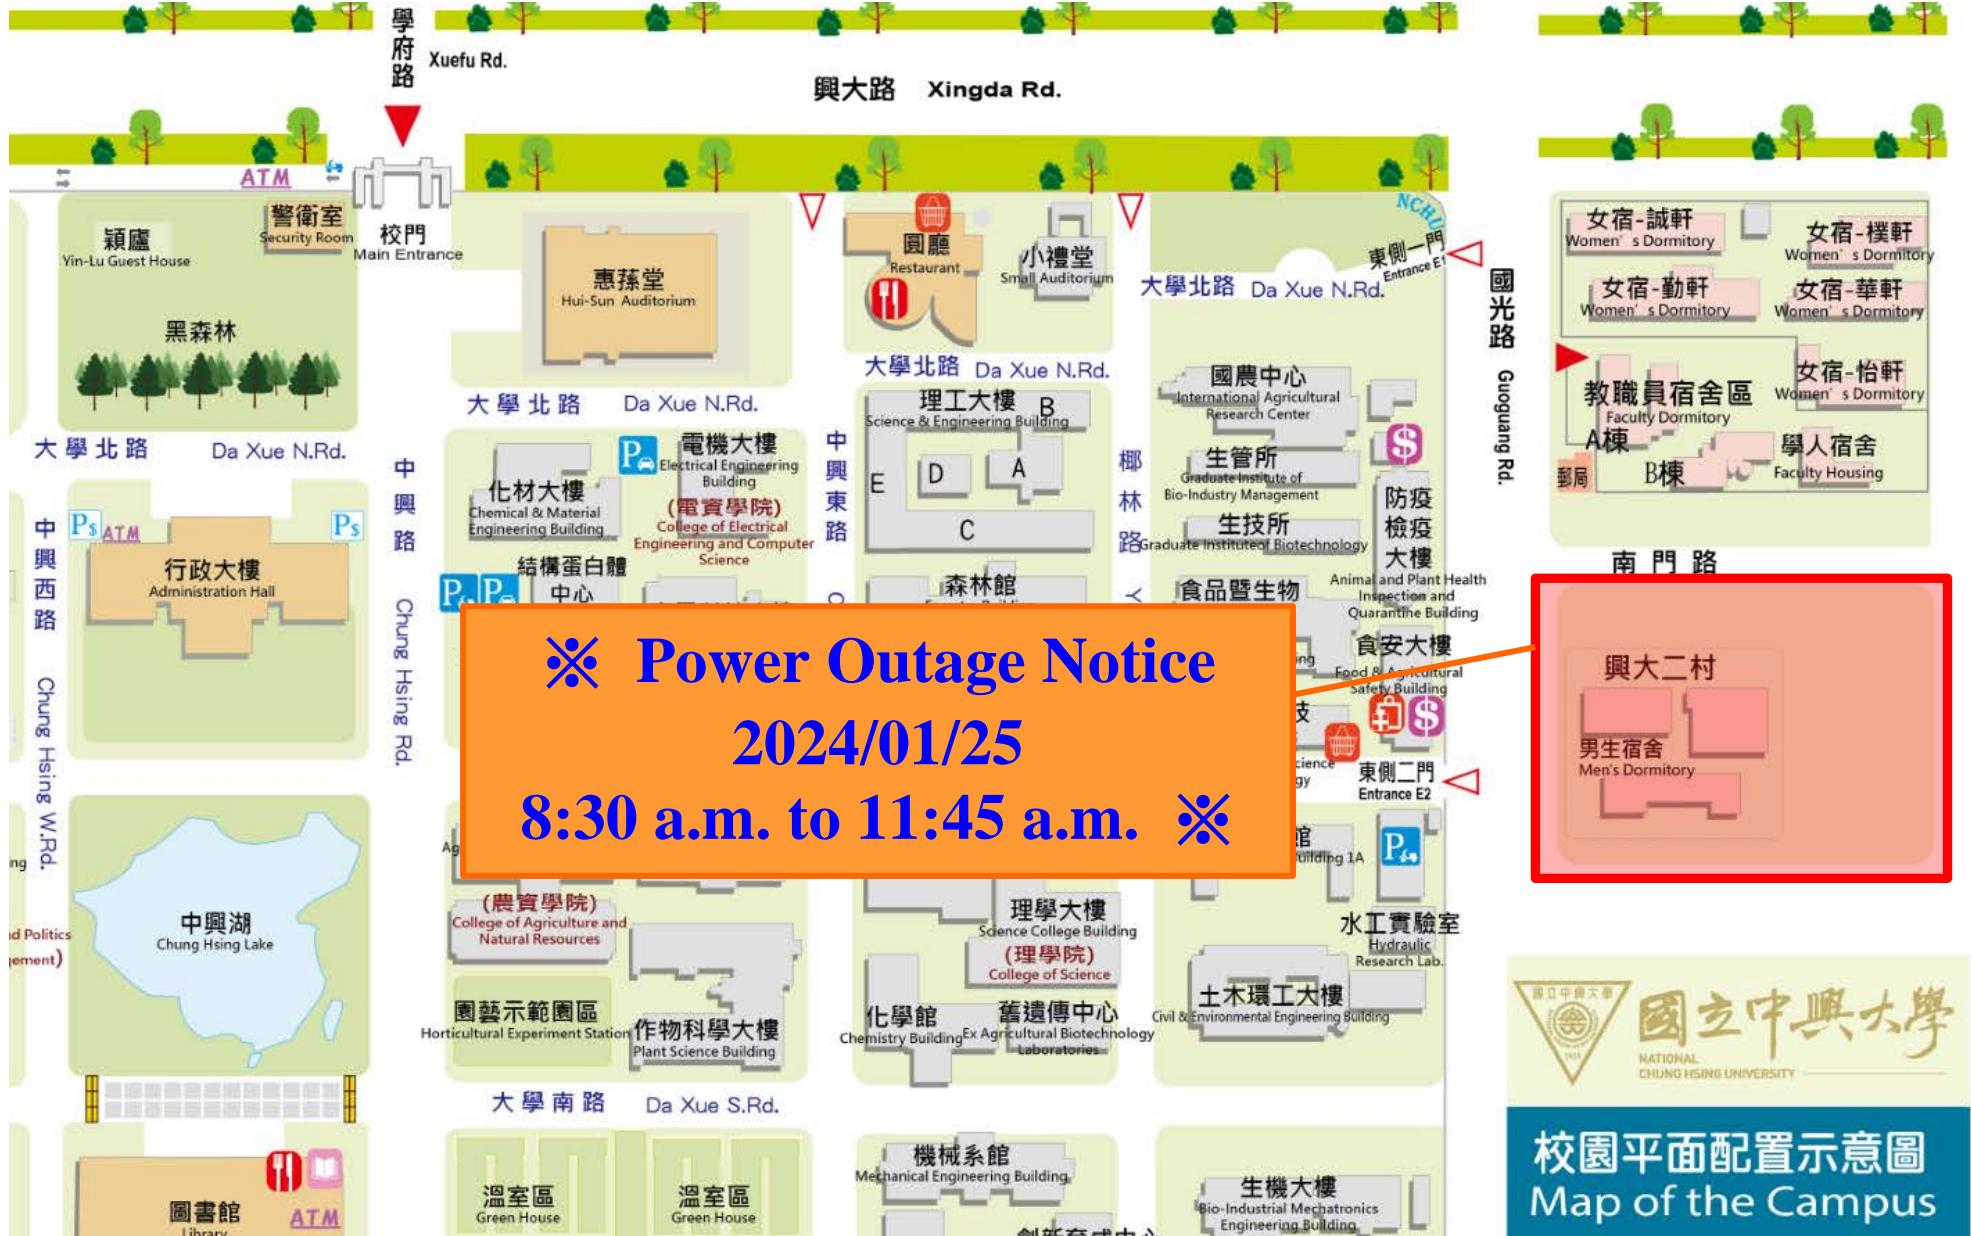 學府路
Xuefu Rd.
興大路 Xingda Rd.
ATM
警衛室
Security Room
校門
Main Entrance
穎廬
Yin-Lu Guest House
黑森林
惠蓀堂
Hui-Sun Auditorium
圓廳
Restaurant
小禮堂
Small Auditorium
NCHU
東側一門
Entrance E1
大學北路 Da Xue N.Rd.
國光路 Guoguang Rd.
女宿-誠軒
Women's Dormitory
女宿-樸軒
Women's Dormitory
女宿-勤軒
Women's Dormitory
女宿-華軒
Women's Dormitory
女宿-怡軒
Women's Dormitory
教職員宿舍區
Faculty Dormitory
A棟
B棟
學人宿舍
Faculty Housing
郵局
南門路
大學北路 Da Xue N.Rd.
大學北路 Da Xue N.Rd.
大學北路 Da Xue N.Rd.
中興西路 Chung Hsing W.Rd.
中興路 Chung Hsing Rd.
P$
ATM
P$
行政大樓
Administration Hall
化材大樓
Chemical & Material
Engineering Building
P
電機大樓
Electrical Engineering
Building
(電資學院)
College of Electrical
Engineering and Computer
Science
結構蛋白體
中心
P
P
中興東路
理工大樓
Science & Engineering Building
A
B
C
D
E
森林館
椰林路
國農中心
International Agricultural
Research Center
生管所
Graduate Institute of
Bio-Industry Management
生技所
Graduate Instituteof Biotechnology
食品暨生物
$
防疫
檢疫
大樓
Animal and Plant Health
Inspection and
Quarantine Building
食安大樓
Food & Agricultural
Safety Building
$
東側二門
Entrance E2
※ Power Outage Notice
2024/01/25
8:30 a.m. to 11:45 a.m. ※
興大二村
男生宿舍
Men's Dormitory
中興湖
Chung Hsing Lake
(農資學院)
College of Agriculture and
Natural Resources
園藝示範園區
Horticultural Experiment Station
作物科學大樓
Plant Science Building
理學大樓
Science College Building
(理學院)
College of Science
化學館
Chemistry Building
舊遺傳中心
Ex Agricultural Biotechnology
Laboratories
館
Building 1A
P
水工實驗室
Hydraulic
Research Lab.
土木環工大樓
Civil & Environmental Engineering Building
大學南路 Da Xue S.Rd.
溫室區
Green House
溫室區
Green House
機械系館
Mechanical Engineering Building
生機大樓
Bio-Industrial Mechatronics
Engineering Building
圖書館
Library
ATM
國立中興大學
NATIONAL
CHUNG HSING UNIVERSITY
校園平面配置示意圖
Map of the Campus